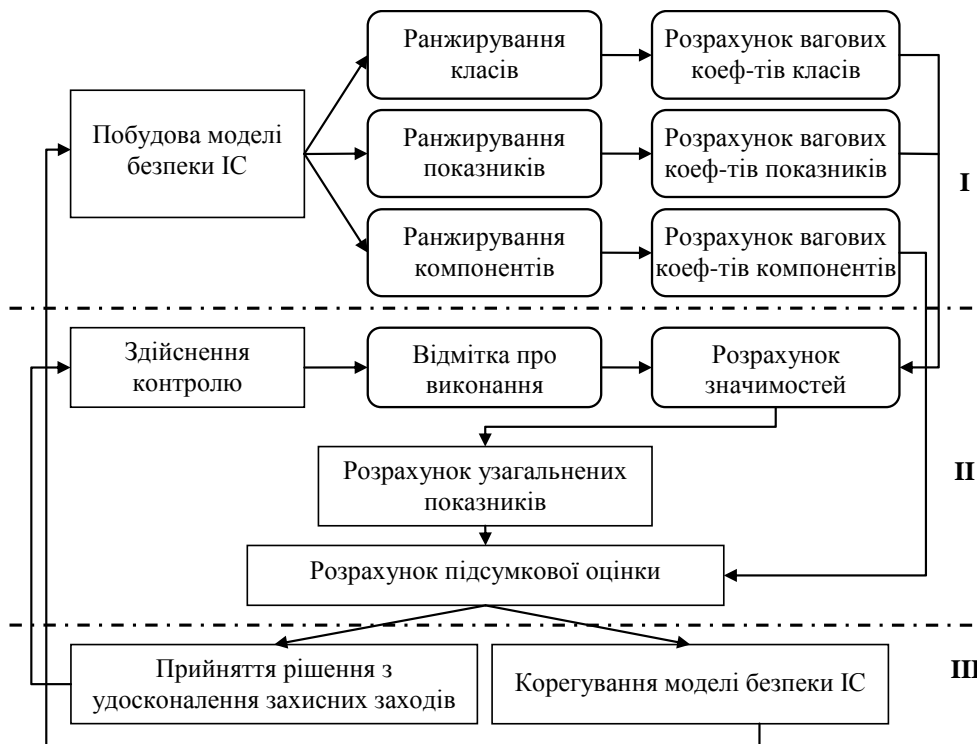 Ранжирування
класів
Розрахунок вагових
коеф-тів класів
Побудова моделі
безпеки ІС
Ранжирування
показників
Розрахунок вагових
коеф-тів показників
I
Ранжирування
компонентів
Розрахунок вагових
коеф-тів компонентів
Здійснення
контролю
Відмітка про
виконання
Розрахунок
значимостей
Розрахунок узагальнених
показників
II
Розрахунок підсумкової оцінки
Прийняття рішення з
удосконалення захисних заходів
Корегування моделі безпеки ІС
III